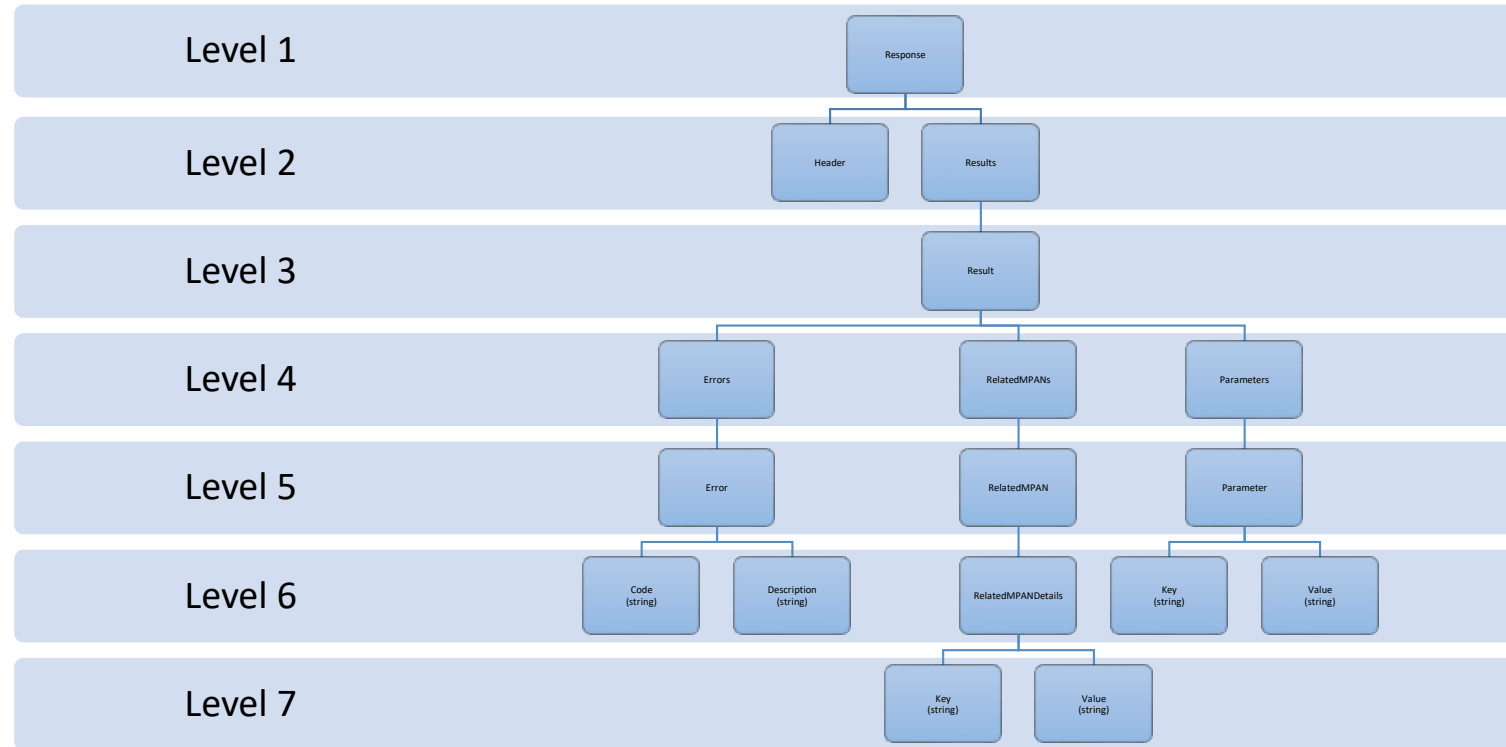 Level 1
Response
Level 2
Header
Results
Level 3
Result
Level 4
Errors
RelatedMPANs
Parameters
Level 5
Error
RelatedMPAN
Parameter
Level 6
Code
(string)
Description
(string)
RelatedMPANDetails
Key
(string)
Value
(string)
Level 7
Key
(string)
Value
(string)